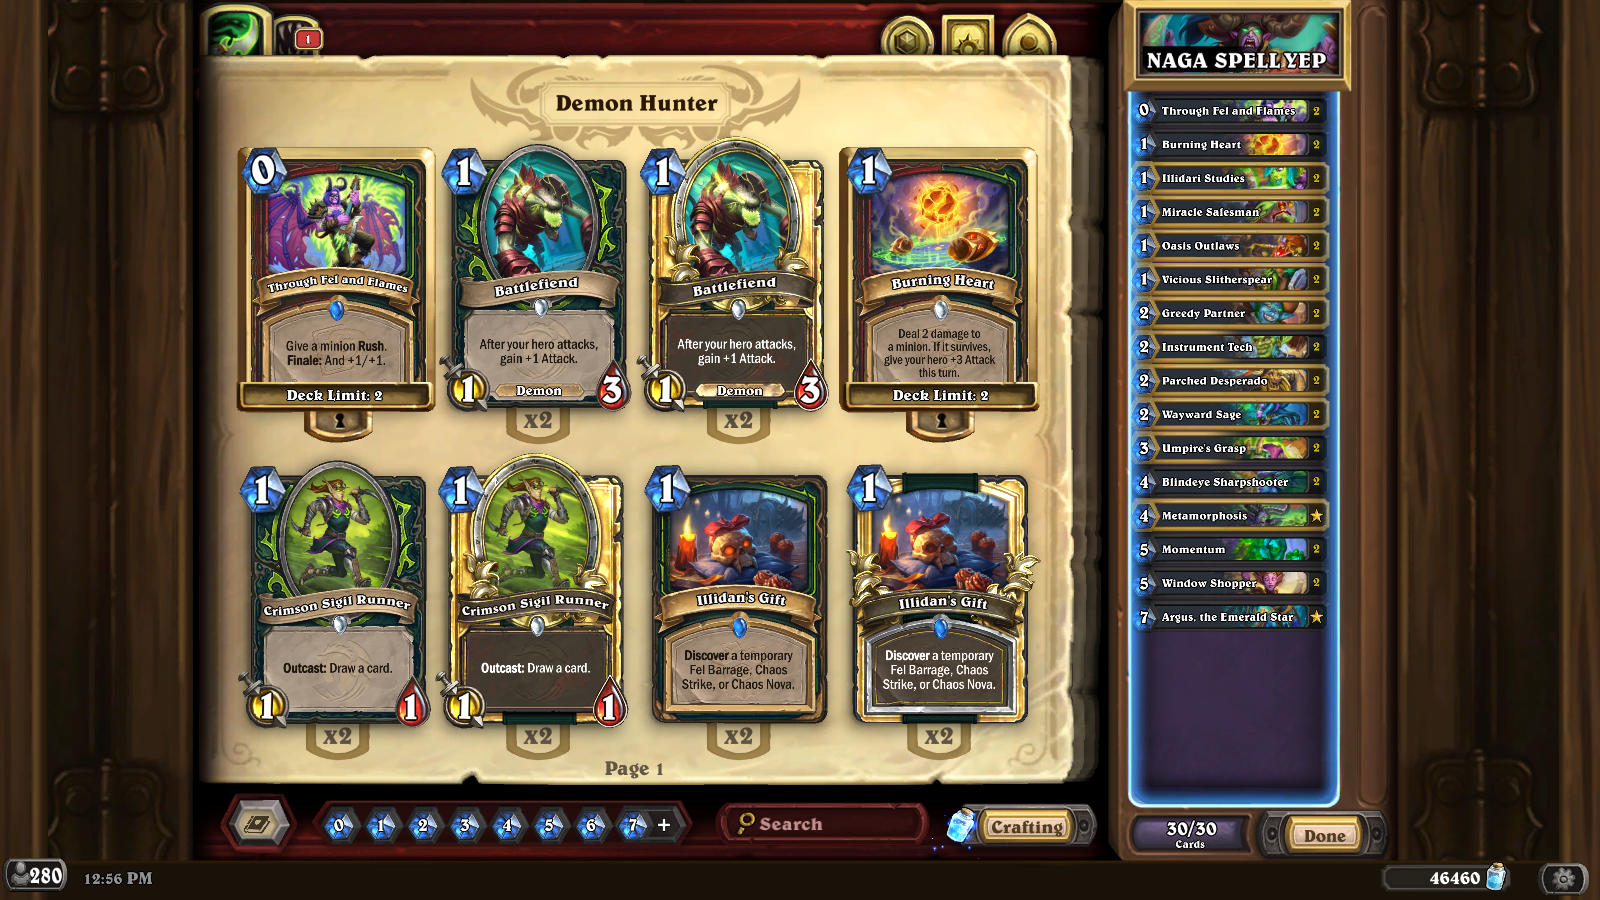 1
NAGA SPELL YEP
Demon Hunter
0
Through Fel and Flames
Give a minion Rush.
Finale: And +1/+1.
Deck Limit: 2
1
Battlefiend
After your hero attacks,
gain +1 Attack.
1
Demon
3
x2
1
Battlefiend
After your hero attacks,
gain +1 Attack.
1
Demon
3
x2
1
Burning Heart
Deal 2 damage to
a minion. If it survives,
give your hero +3 Attack
this turn.
Deck Limit: 2
1
Crimson Sigil Runner
Outcast: Draw a card.
1
1
x2
1
Crimson Sigil Runner
Outcast: Draw a card.
1
1
x2
1
Illidan's Gift
Discover a temporary
Fel Barrage, Chaos
Strike, or Chaos Nova.
x2
1
Illidan's Gift
Discover a temporary
Fel Barrage, Chaos
Strike, or Chaos Nova.
x2
Page 1
0 1 2 3 4 5 6 7 +
Search
Crafting
0 Through Fel and Flames 2
1 Burning Heart 2
1 Illidari Studies 2
1 Miracle Salesman 2
1 Oasis Outlaws 2
1 Vicious Slitherspear 2
2 Greedy Partner 2
2 Instrument Tech 2
2 Parched Desperado 2
2 Wayward Sage 2
3 Umpire's Grasp 2
4 Blindeye Sharpshooter 2
4 Metamorphosis
5 Momentum 2
5 Window Shopper 2
7 Argus, the Emerald Star
30/30
Cards
Done
280
12:56 PM
46460